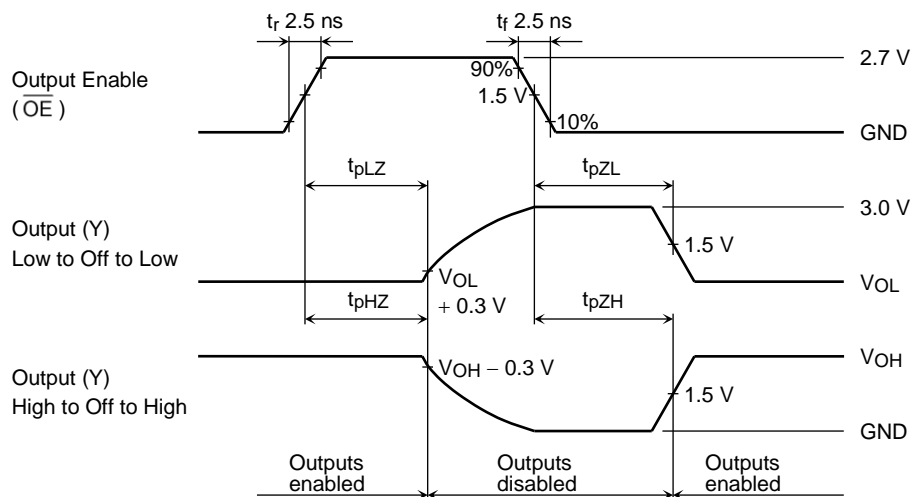 tr 2.5 ns
tf 2.5 ns
2.7 V
90%
Output Enable
( OE )
1.5 V
10%
GND
tpLZ
tpZL
3.0 V
Output (Y)
Low to Off to Low
1.5 V
VOL
+ 0.3 V
VOL
tpHZ
tpZH
VOH
VOH − 0.3 V
Output (Y)
High to Off to High
1.5 V
GND
Outputs
enabled
Outputs
disabled
Outputs
enabled